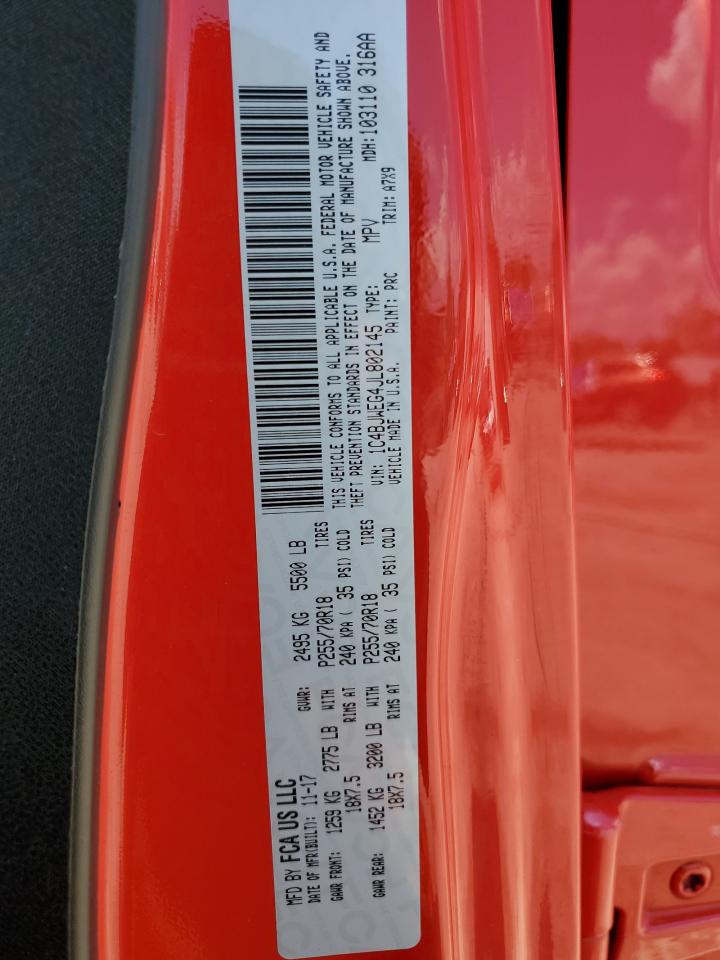 MFD BY FCA US LLC
DATE OF MFR(BUILT): 11-17 GVWR: 2495 KG 5500 LB
GAWR FRONT: 1259 KG 2775 LB WITH P255/70R18 TIRES
18X7.5 RIMS AT 240 KPA ( 35 PSI) COLD
GAWR REAR: 1452 KG 3200 LB WITH P255/70R18 TIRES
18X7.5 RIMS AT 240 KPA ( 35 PSI) COLD
THIS VEHICLE CONFORMS TO ALL APPLICABLE U.S.A. FEDERAL MOTOR VEHICLE SAFETY AND
THEFT PREVENTION STANDARDS IN EFFECT ON THE DATE OF MANUFACTURE SHOWN ABOVE.
VIN: 1C4BJWEG4JL802145 TYPE: MPV MDH:103110 316AA
VEHICLE MADE IN U.S.A. PAINT: PRC TRIM: A7X9